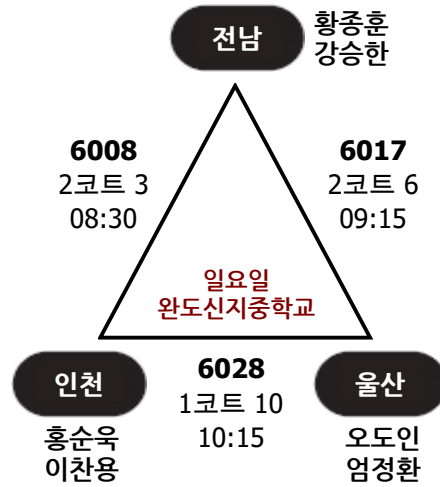 전남
황종훈
강승한
6008
2코트 3
08:30
6017
2코트 6
09:15
일요일
완도신지중학교
인천
홍순욱
이찬용
6028
1코트 10
10:15
울산
오도인
엄정환